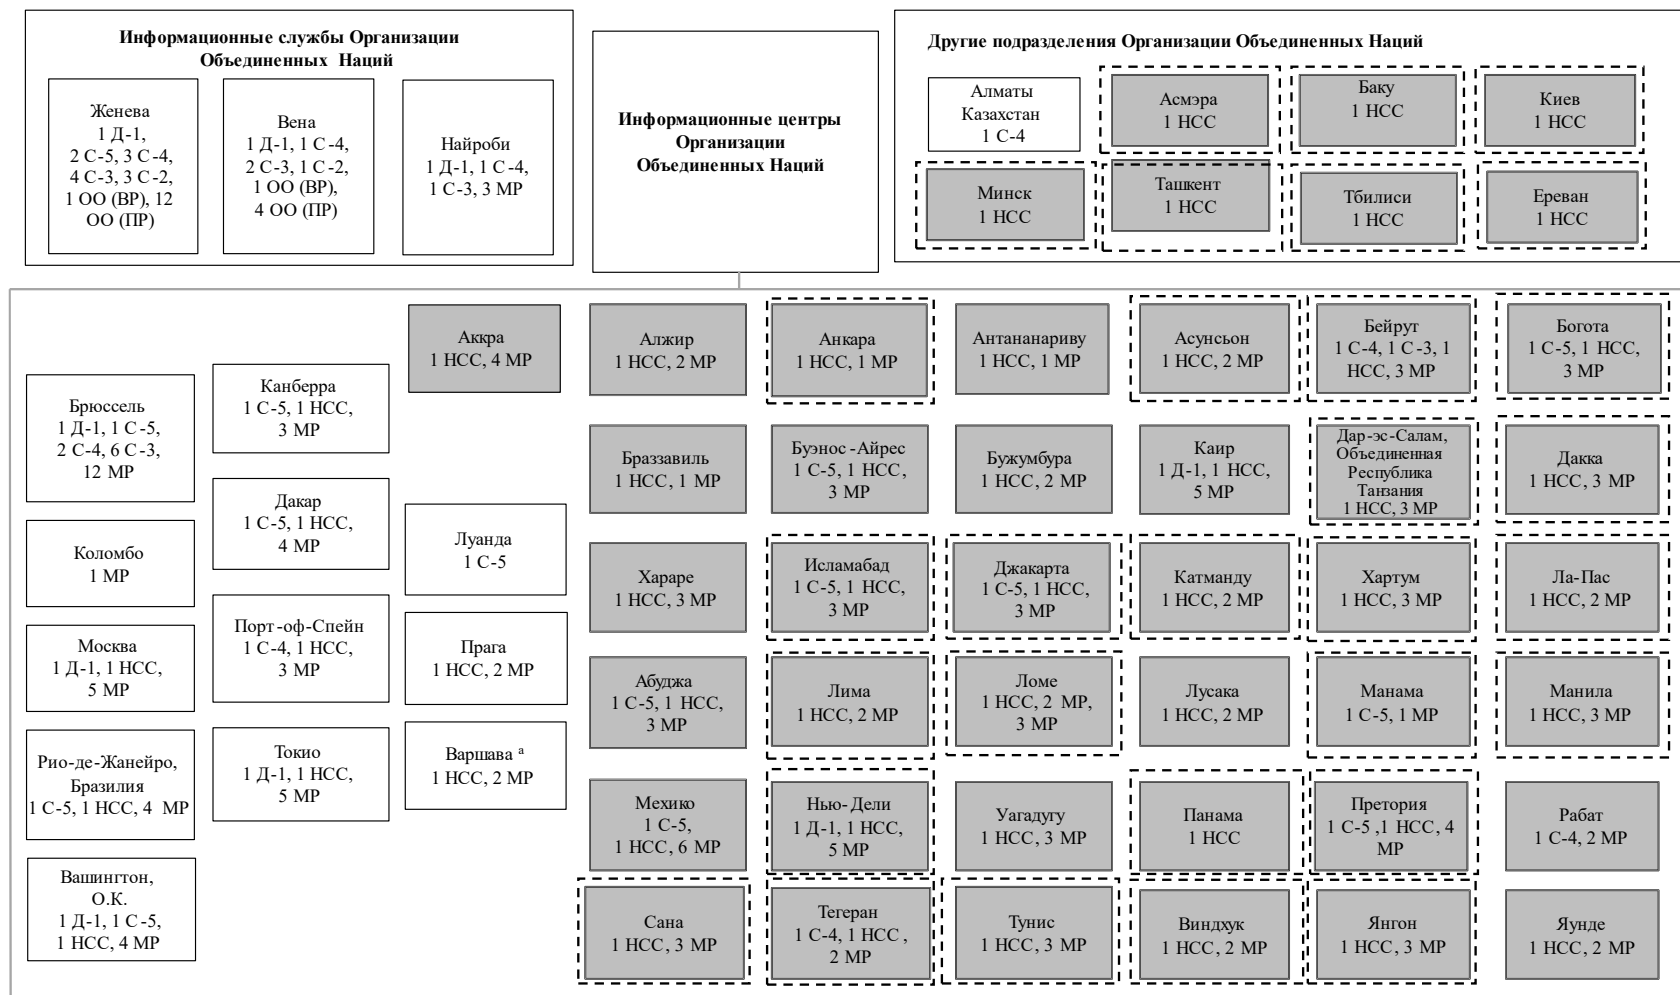 Информационные службы Организации
Объединенных Наций
Женева
1 Д-1,
2 С-5, 3 С-4,
4 С-3, 3 С-2,
1 ОО (ВР), 12
ОО (ПР)
Вена
1 Д-1, 1 С-4,
2 С-3, 1 С-2,
1 ОО (ВР),
4 ОО (ПР)
Найроби
1 Д-1, 1 С-4,
1 С-3, 3 МР
Информационные центры
Организации
Объединенных Наций
Другие подразделения Организации Объединенных Наций
Алматы
Казахстан
1 С-4
Асмэра
1 НСС
Баку
1 НСС
Киев
1 НСС
Минск
1 НСС
Ташкент
1 НСС
Тбилиси
1 НСС
Ереван
1 НСС
Брюссель
1 Д-1, 1 С-5,
2 С-4, 6 С-3,
12 МР
Коломбо
1 МР
Москва
1 Д-1, 1 НСС,
5 МР
Рио-де-Жанейро,
Бразилия
1 С-5, 1 НСС, 4 МР
Вашингтон,
О.К.
1 Д-1, 1 С-5,
1 НСС, 4 МР
Канберра
1 С-5, 1 НСС,
3 МР
Дакар
1 С-5, 1 НСС,
4 МР
Порт-оф-Спейн
1 С-4, 1 НСС,
3 МР
Токио
1 Д-1, 1 НСС,
5 МР
Аккра
1 НСС, 4 МР
Луанда
1 С-5
Прага
1 НСС, 2 МР
Варшава a
1 НСС, 2 МР
Алжир
1 НСС, 2 МР
Анкара
1 НСС, 1 МР
Антананариву
1 НСС, 1 МР
Асунсьон
1 НСС, 2 МР
Бейрут
1 С-4, 1 С-3, 1
НСС, 3 МР
Богота
1 С-5, 1 НСС,
3 МР
Браззавиль
1 НСС, 1 МР
Буэнос-Айрес
1 С-5, 1 НСС,
3 МР
Бужумбура
1 НСС, 2 МР
Каир
1 Д-1, 1 НСС,
5 МР
Дар-эс-Салам,
Объединенная
Республика
Танзания
1 НСС, 3 МР
Дакка
1 НСС, 3 МР
Хараре
1 НСС, 3 МР
Исламабад
1 С-5, 1 НСС,
3 МР
Джакарта
1 С-5, 1 НСС,
3 МР
Катманду
1 НСС, 2 МР
Хартум
1 НСС, 3 МР
Ла-Пас
1 НСС, 2 МР
Абуджа
1 С-5, 1 НСС,
3 МР
Лима
1 НСС, 2 МР
Ломе
1 НСС, 2 МР,
3 МР
Лусака
1 НСС, 2 МР
Манама
1 С-5, 1 МР
Манила
1 НСС, 3 МР
Мехико
1 С-5,
1 НСС, 6 МР
Нью-Дели
1 Д-1, 1 НСС,
5 МР
Уагадугу
1 НСС, 3 МР
Панама
1 НСС
Претория
1 С-5 ,1 НСС, 4
МР
Рабат
1 С-4, 2 МР
Сана
1 НСС, 3 МР
Тегеран
1 С-4, 1 НСС ,
2 МР
Тунис
1 НСС, 3 МР
Виндхук
1 НСС, 2 МР
Янгон
1 НСС, 3 МР
Яунде
1 НСС, 2 МР